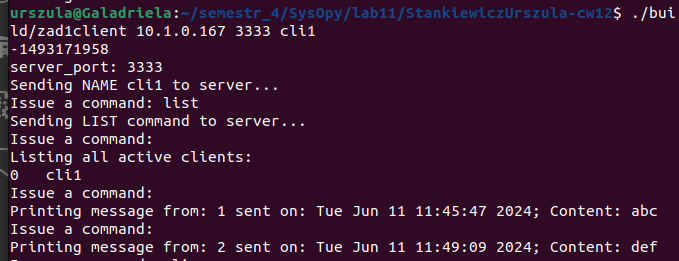 urszula@Galadriela:~/semestr_4/SysOpy/lab11/StankiewiczUrszula-cw12$ ./bui
ld/zad1client 10.1.0.167 3333 cli1
-1493171958
server_port: 3333
Sending NAME cli1 to server...
Issue a command: list
Sending LIST command to server...
Issue a command:
Listing all active clients:
0   cli1
Issue a command:
Printing message from: 1 sent on: Tue Jun 11 11:45:47 2024; Content: abc
Issue a command:
Printing message from: 2 sent on: Tue Jun 11 11:49:09 2024; Content: def